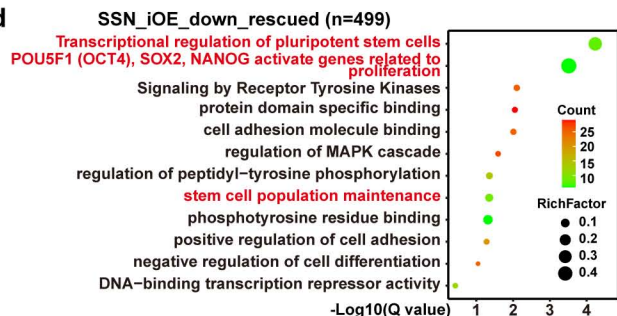 d
SSN_iOE_down_rescued (n=499)
Transcriptional regulation of pluripotent stem cells
POU5F1 (OCT4), SOX2, NANOG activate genes related to
proliferation
Signaling by Receptor Tyrosine Kinases
protein domain specific binding
cell adhesion molecule binding
regulation of MAPK cascade
regulation of peptidyl−tyrosine phosphorylation
stem cell population maintenance
phosphotyrosine residue binding
positive regulation of cell adhesion
negative regulation of cell differentiation
DNA−binding transcription repressor activity
Count
25
20
15
10
RichFactor
0.1
0.2
0.3
0.4
-Log10(Q value) 1 2 3 4